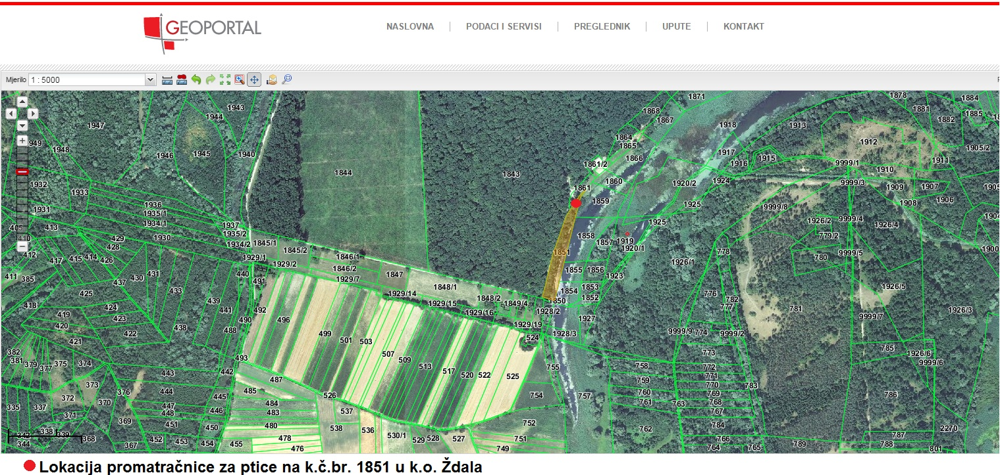 GEOPORTAL
NASLOVNA PODACI I SERVISI PREGLEDNIK UPUTE KONTAKT
Mjerilo 1 : 5000
1943 1871 1878 1884
1944 1868 1881 1885
1947 1867 1882
1918 1913
949 1864 1912
1948 1865 1905/2
1946 1945 1940 1917
1866 1916 1915 1911
1861/2 9999/1
1844 1843 1910
1932 1860 1920/2 1924 9999/3
1933 1861 1909 1907
1859 1906
1936 1925 9999/8 1908
1931 1935/1
1934/1 1937 1926/2 9999/4 1926/4
413 1935/2 1858 1925
429 1930 1934/2 1845/1 1857 1919 779/2
428 1845/2 1920/1 778 9999/5 1900
412 1929/1 1846/1 1851 780
417 415 414 426 1929/2 1846/2 1926/1
411 385 430 431 440 1847 1855 1856
437 491 1929/7 1923
433 1848/1 1853 1926/5
425 1929/14 1854 776
439 1848/2 1852 782
418 424 441 492 1929/15 1849/4 1850 777 781
419 423 490 496 1929/16 1928/2 1927 9999/7 1926/3
420 438 488 1929/19
422 499 1928/3 9999/9 774 9999/2
421 501 503 524
382 785
381 379 377 375 374 493 507 773 1926/6
509 513 755 758 772 9999/6
443 442 517 520 522 525 771
373 487 759 770 783
376 444 485 760 769 786
372 445 526 754 757 763
335 337 370 447 484 761 768
371 448 446 483 537 767
369 451 752
450 480 538 536 762 784 2270
342 338 339 368 452 453 454 478 530/1 529 528 527 751 766 787
344 367 455 476 749 764 765 789 788 801
Lokacija promatračnice za ptice na k.č.br. 1851 u k.o. Ždala